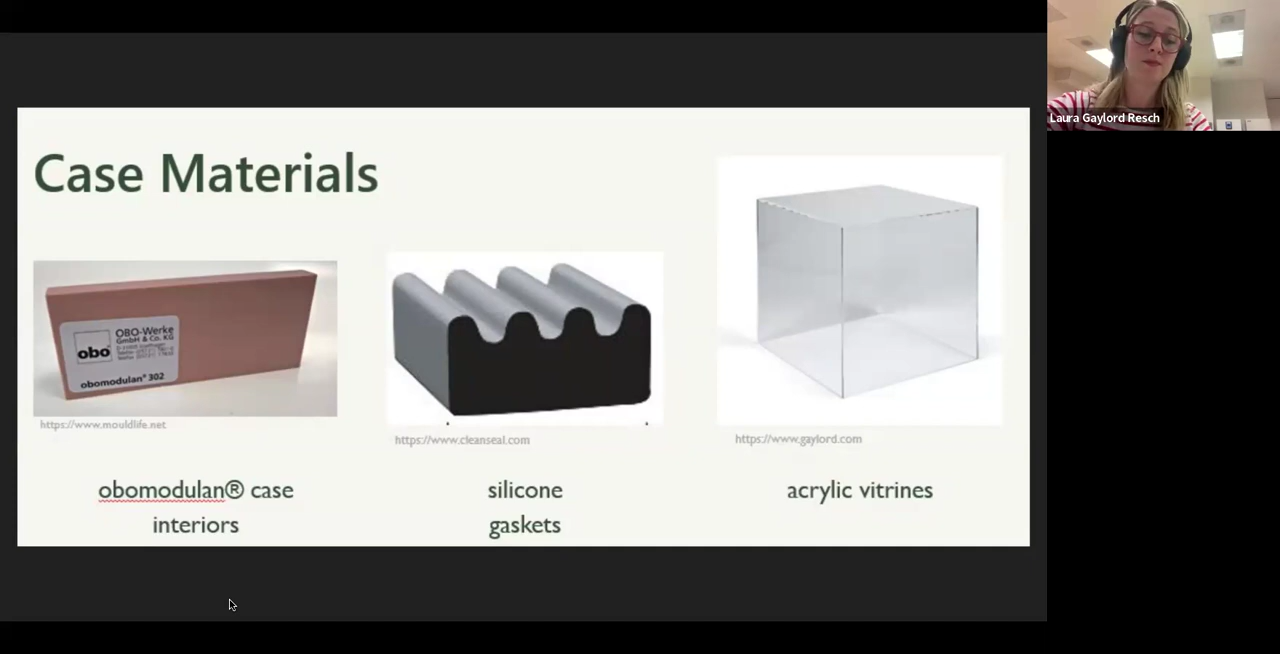 Laura Gaylord Resch
Case Materials
obo
OBO-Werke
GmbH & Co. KG
obomodulan® 302
https://www.mouldlife.net
https://www.cleanseal.com
https://www.gaylord.com
obomodulan® case
interiors
silicone
gaskets
acrylic vitrines